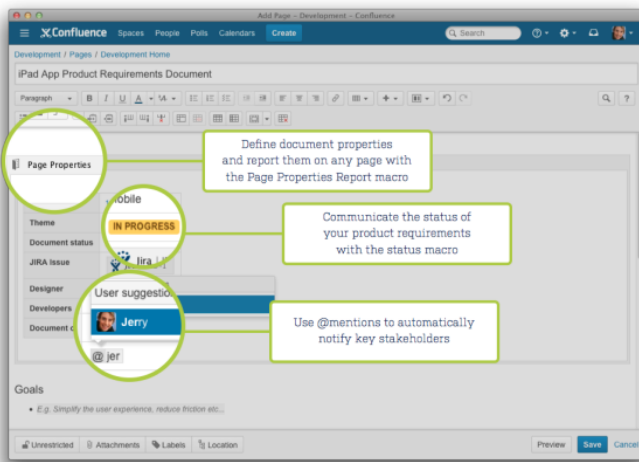 Add Page – Development – Confluence
Confluence Spaces People Polls Calendars Create Search
Development / Pages / Development Home
iPad App Product Requirements Document
Paragraph B I U A
Page Properties
Define document properties
and report them on any page with
the Page Properties Report macro
Theme
IN PROGRESS
Document status
Communicate the status of
your product requirements
with the status macro
JIRA Issue
Jira
Designer
User
Developers
Jerry
Document
Use @mentions to automatically
notify key stakeholders
@ jer
Goals
E.g. Simplify the user experience, reduce friction etc...
Unrestricted Attachments Labels Location Preview Save Cancel